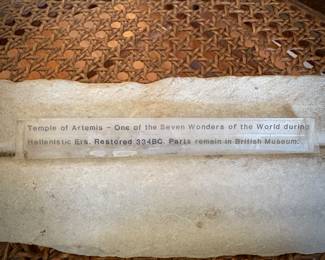 Temple of Artemis – One of the Seven Wonders of the World during
Hellenistic Era. Restored 334BC. Parts remain in British Museum.